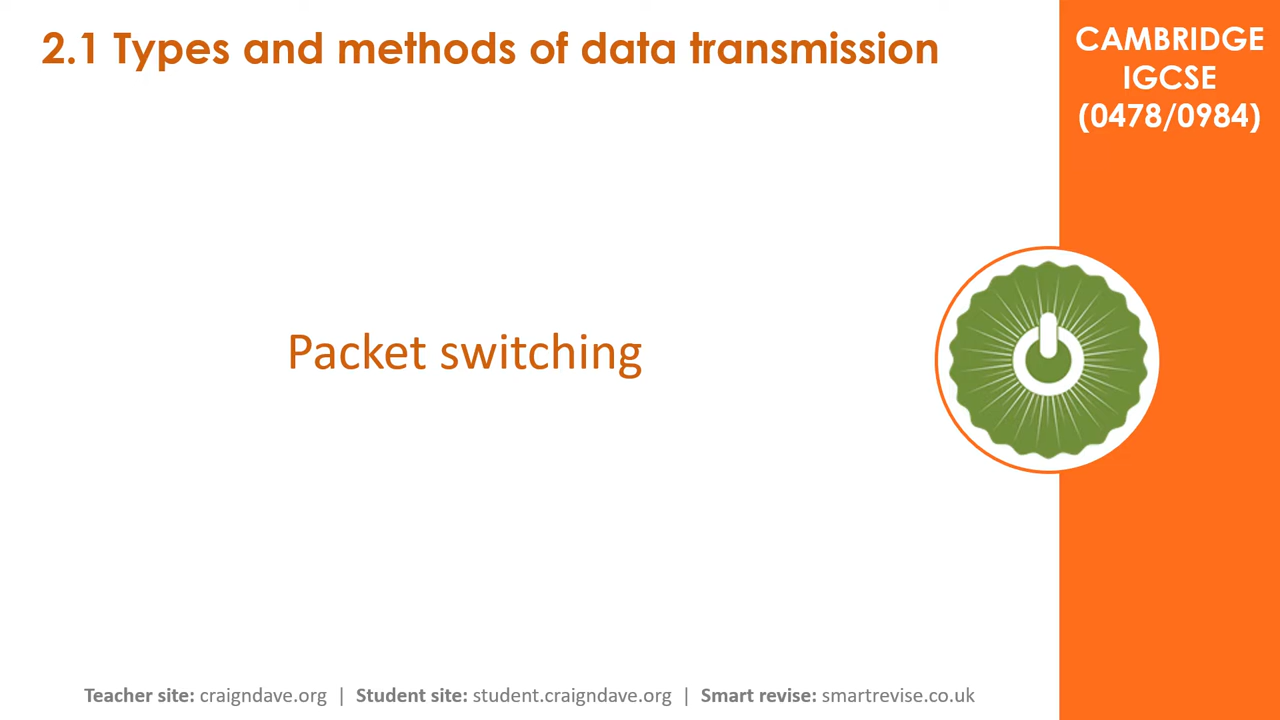 2.1 Types and methods of data transmission
CAMBRIDGE
IGCSE
(0478/0984)
Packet switching
Teacher site: craigndave.org | Student site: student.craigndave.org | Smart revise: smartrevise.co.uk